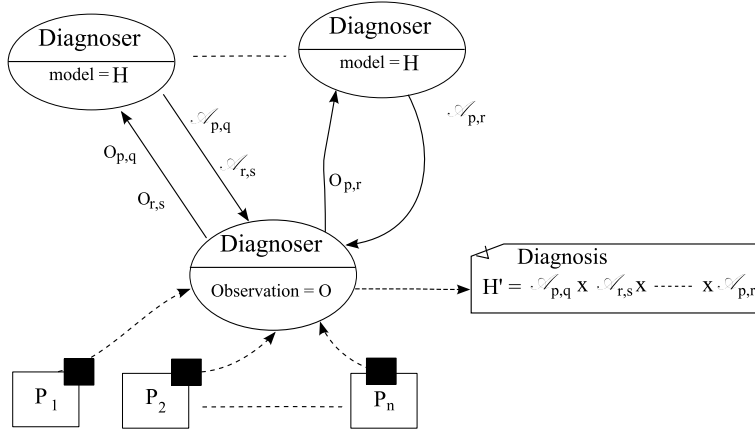 Diagnoser
model = H
Diagnoser
model = H
𝒜p,q
𝒜r,s
𝒜p,r
Op,q
Or,s
Op,r
Diagnoser
Observation = O
Diagnosis
H' = 𝒜p,q x 𝒜r,s x ------ x 𝒜p,r
P1
P2
Pn